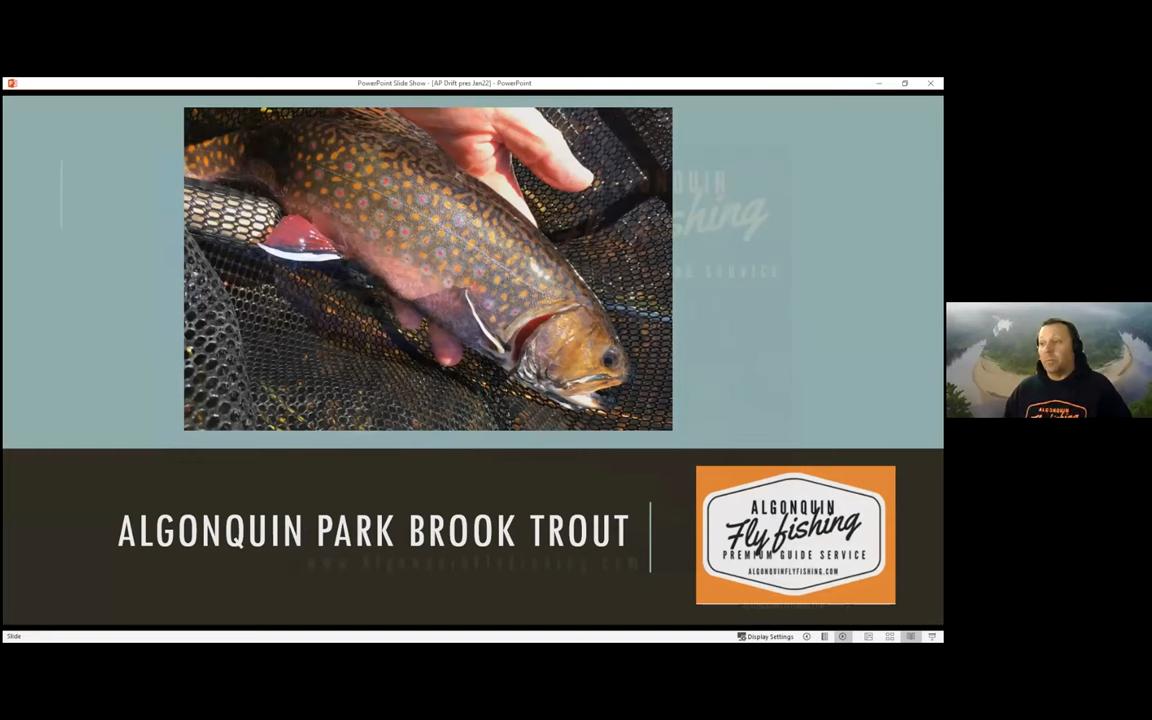 PowerPoint Slide Show - [AP Drift pres Jan22] - PowerPoint
ALGONQUIN PARK BROOK TROUT
ALGONQUIN
Fly fishing
PREMIUM GUIDE SERVICE
ALGONQUINFLYFISHING.COM
ALGONQUIN
Slide
Display Settings